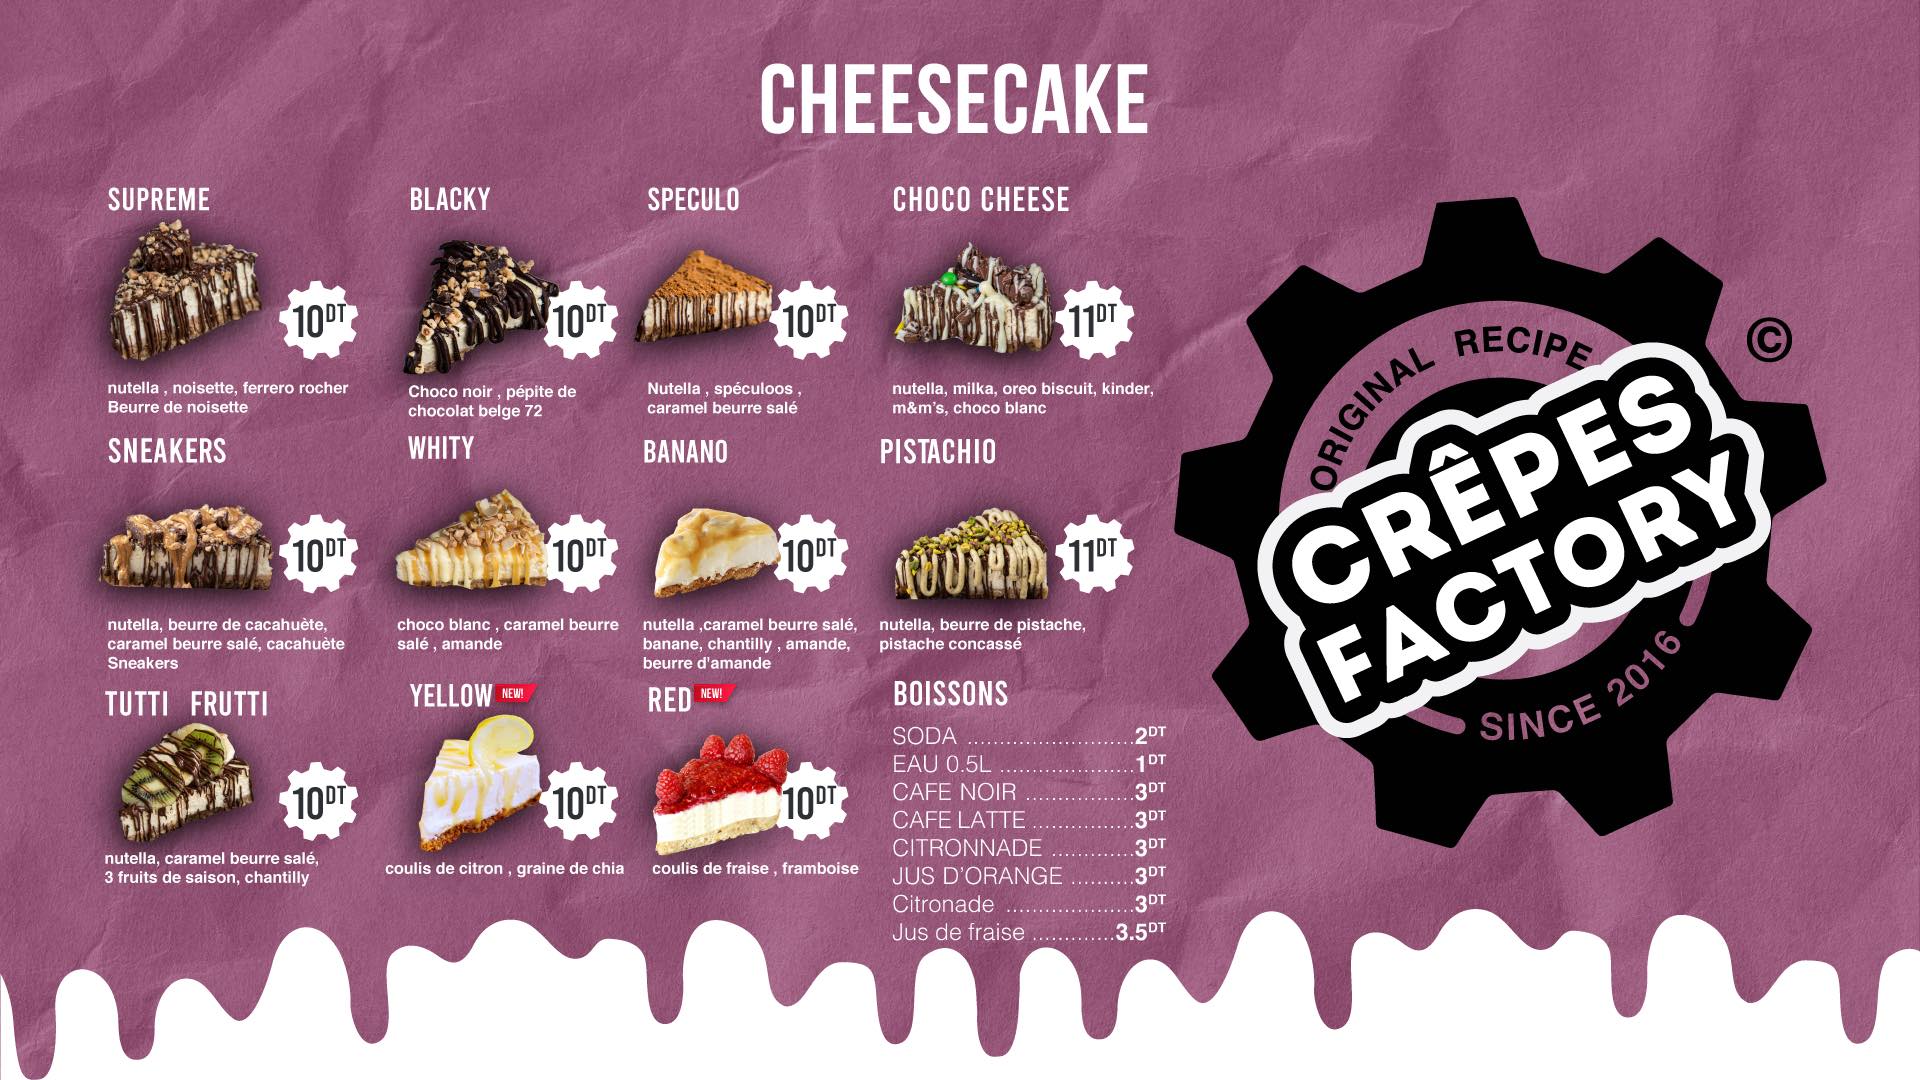 CHEESECAKE
SUPREME
10DT
nutella , noisette, ferrero rocher
Beurre de noisette
BLACKY
10DT
Choco noir , pépite de
chocolat belge 72
SPECULO
10DT
Nutella , spéculoos ,
caramel beurre salé
CHOCO CHEESE
11DT
nutella, milka, oreo biscuit, kinder,
m&m's, choco blanc
SNEAKERS
10DT
nutella, beurre de cacahuète,
caramel beurre salé, cacahuète
Sneakers
WHITY
10DT
choco blanc , caramel beurre
salé , amande
BANANO
10DT
nutella ,caramel beurre salé,
banane, chantilly , amande,
beurre d'amande
PISTACHIO
11DT
nutella, beurre de pistache,
pistache concassé
TUTTI FRUTTI
10DT
nutella, caramel beurre salé,
3 fruits de saison, chantilly
YELLOW NEW!
10DT
coulis de citron , graine de chia
RED NEW!
10DT
coulis de fraise , framboise
BOISSONS
SODA ..........................2DT
EAU 0.5L .....................1DT
CAFE NOIR .................3DT
CAFE LATTE ................3DT
CITRONNADE .............3DT
JUS D'ORANGE ..........3DT
Citronade ....................3DT
Jus de fraise .............3.5DT
ORIGINAL RECIPE
©
CRÊPES
FACTORY
SINCE 2016